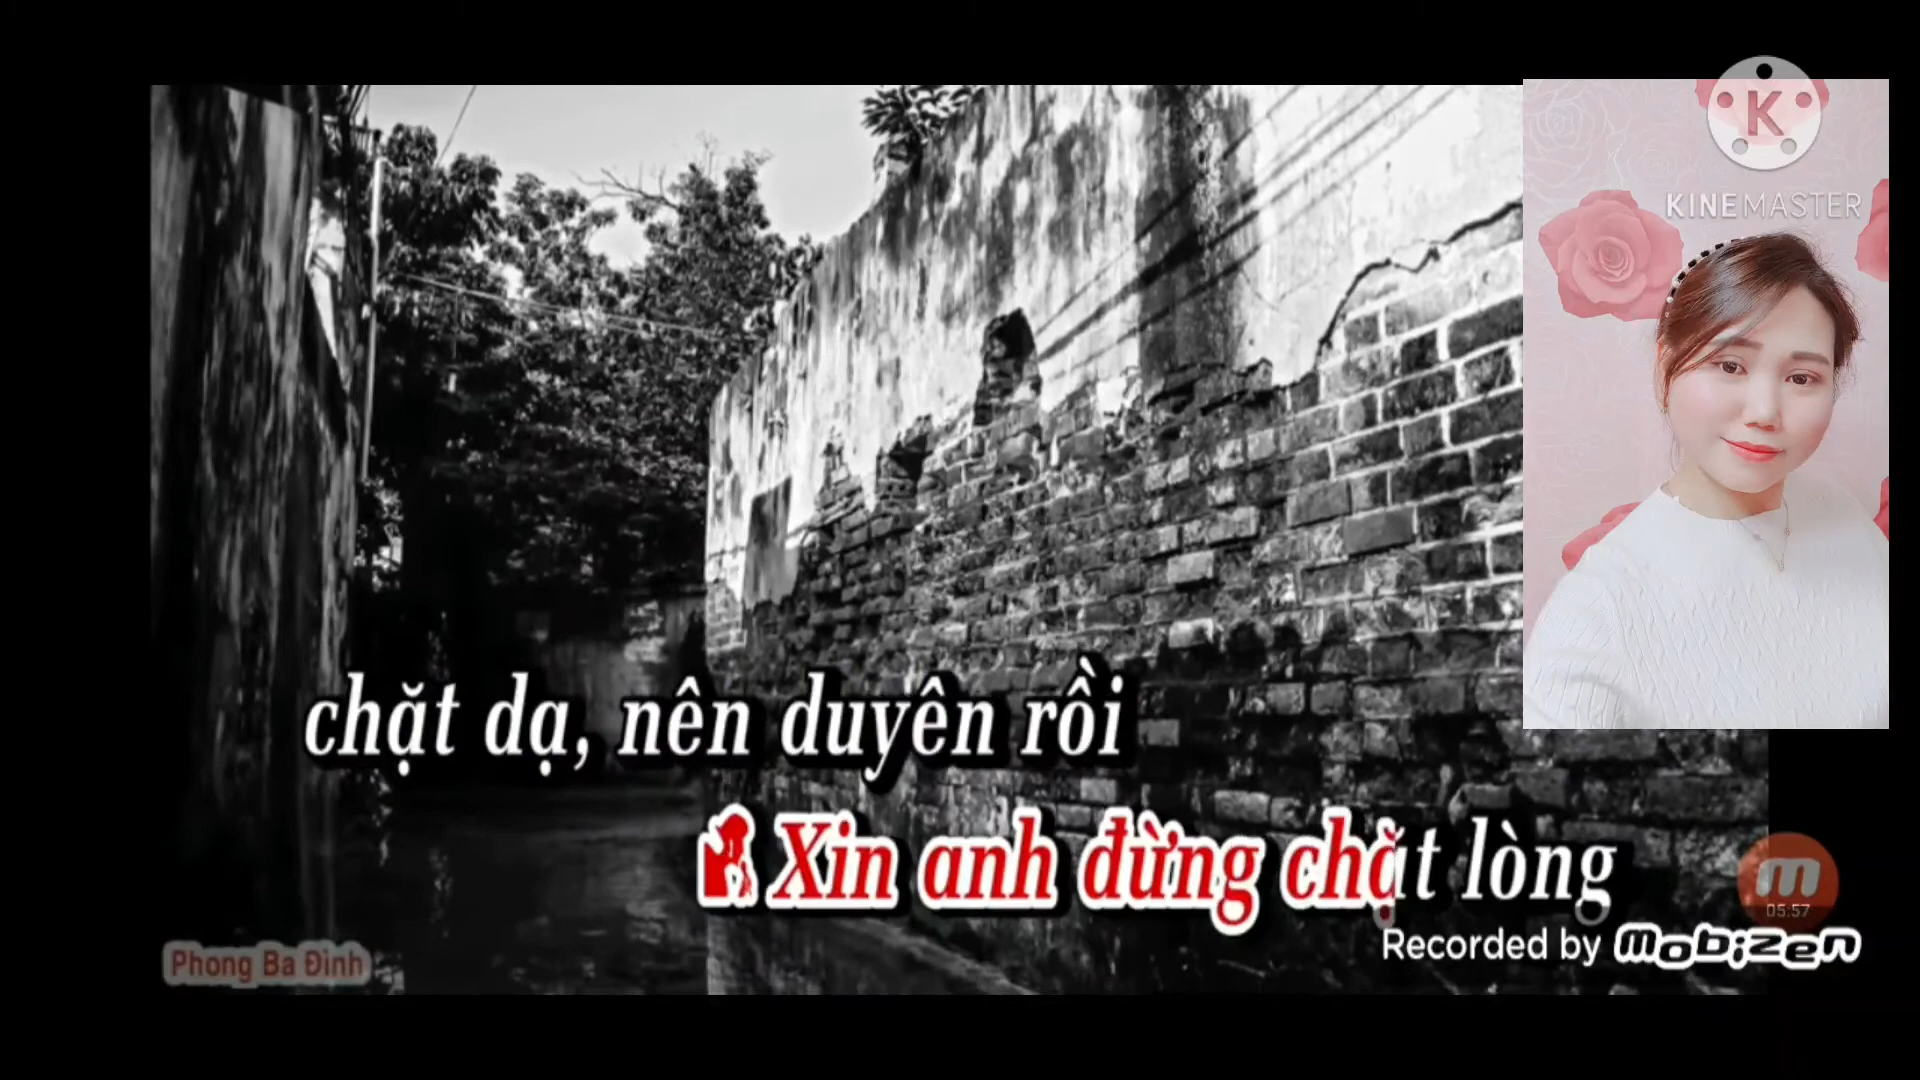 K
KINEMASTER
chặt dạ, nên duyên rồi
Xin anh đừng chặt lòng
M
05:57
Recorded by mobizen
Phong Ba Đình